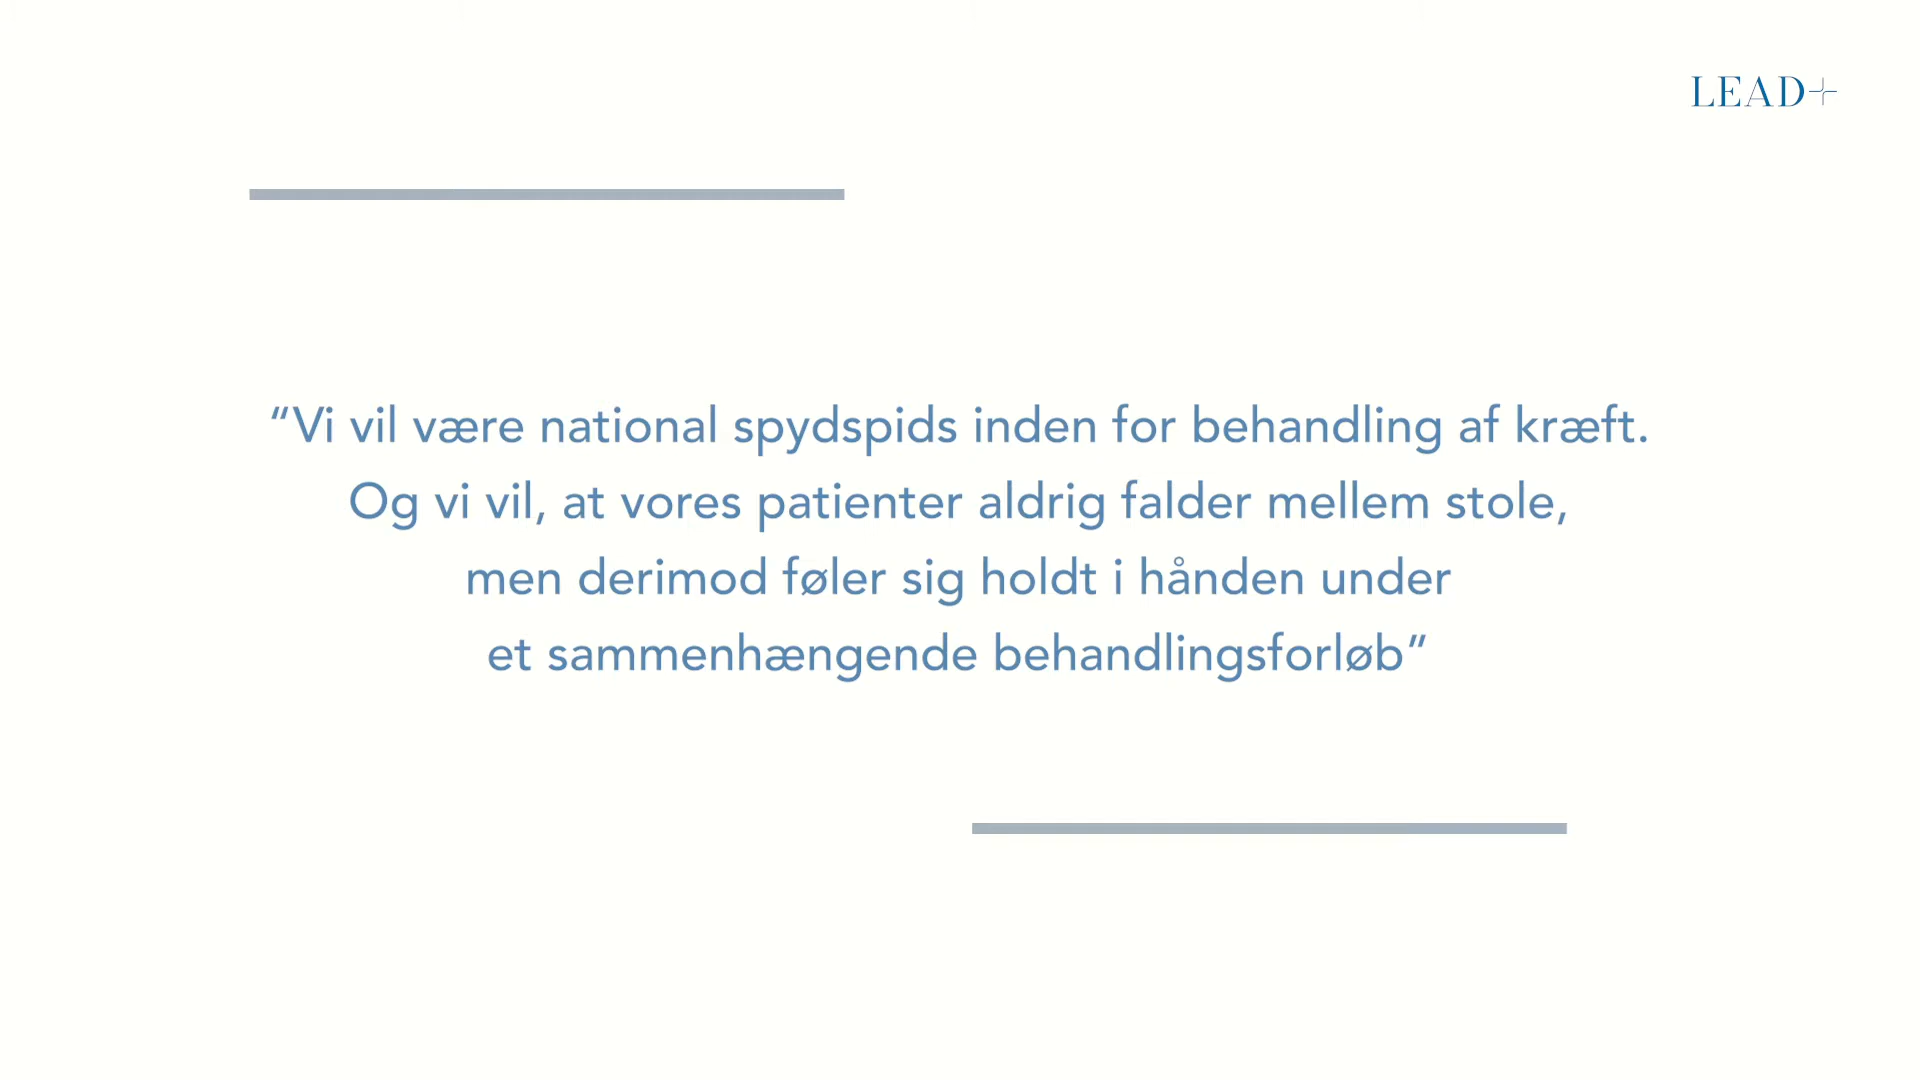 LEAD+
“Vi vil være national spydspids inden for behandling af kræft.
Og vi vil, at vores patienter aldrig falder mellem stole,
men derimod føler sig holdt i hånden under
et sammenhængende behandlingsforløb”